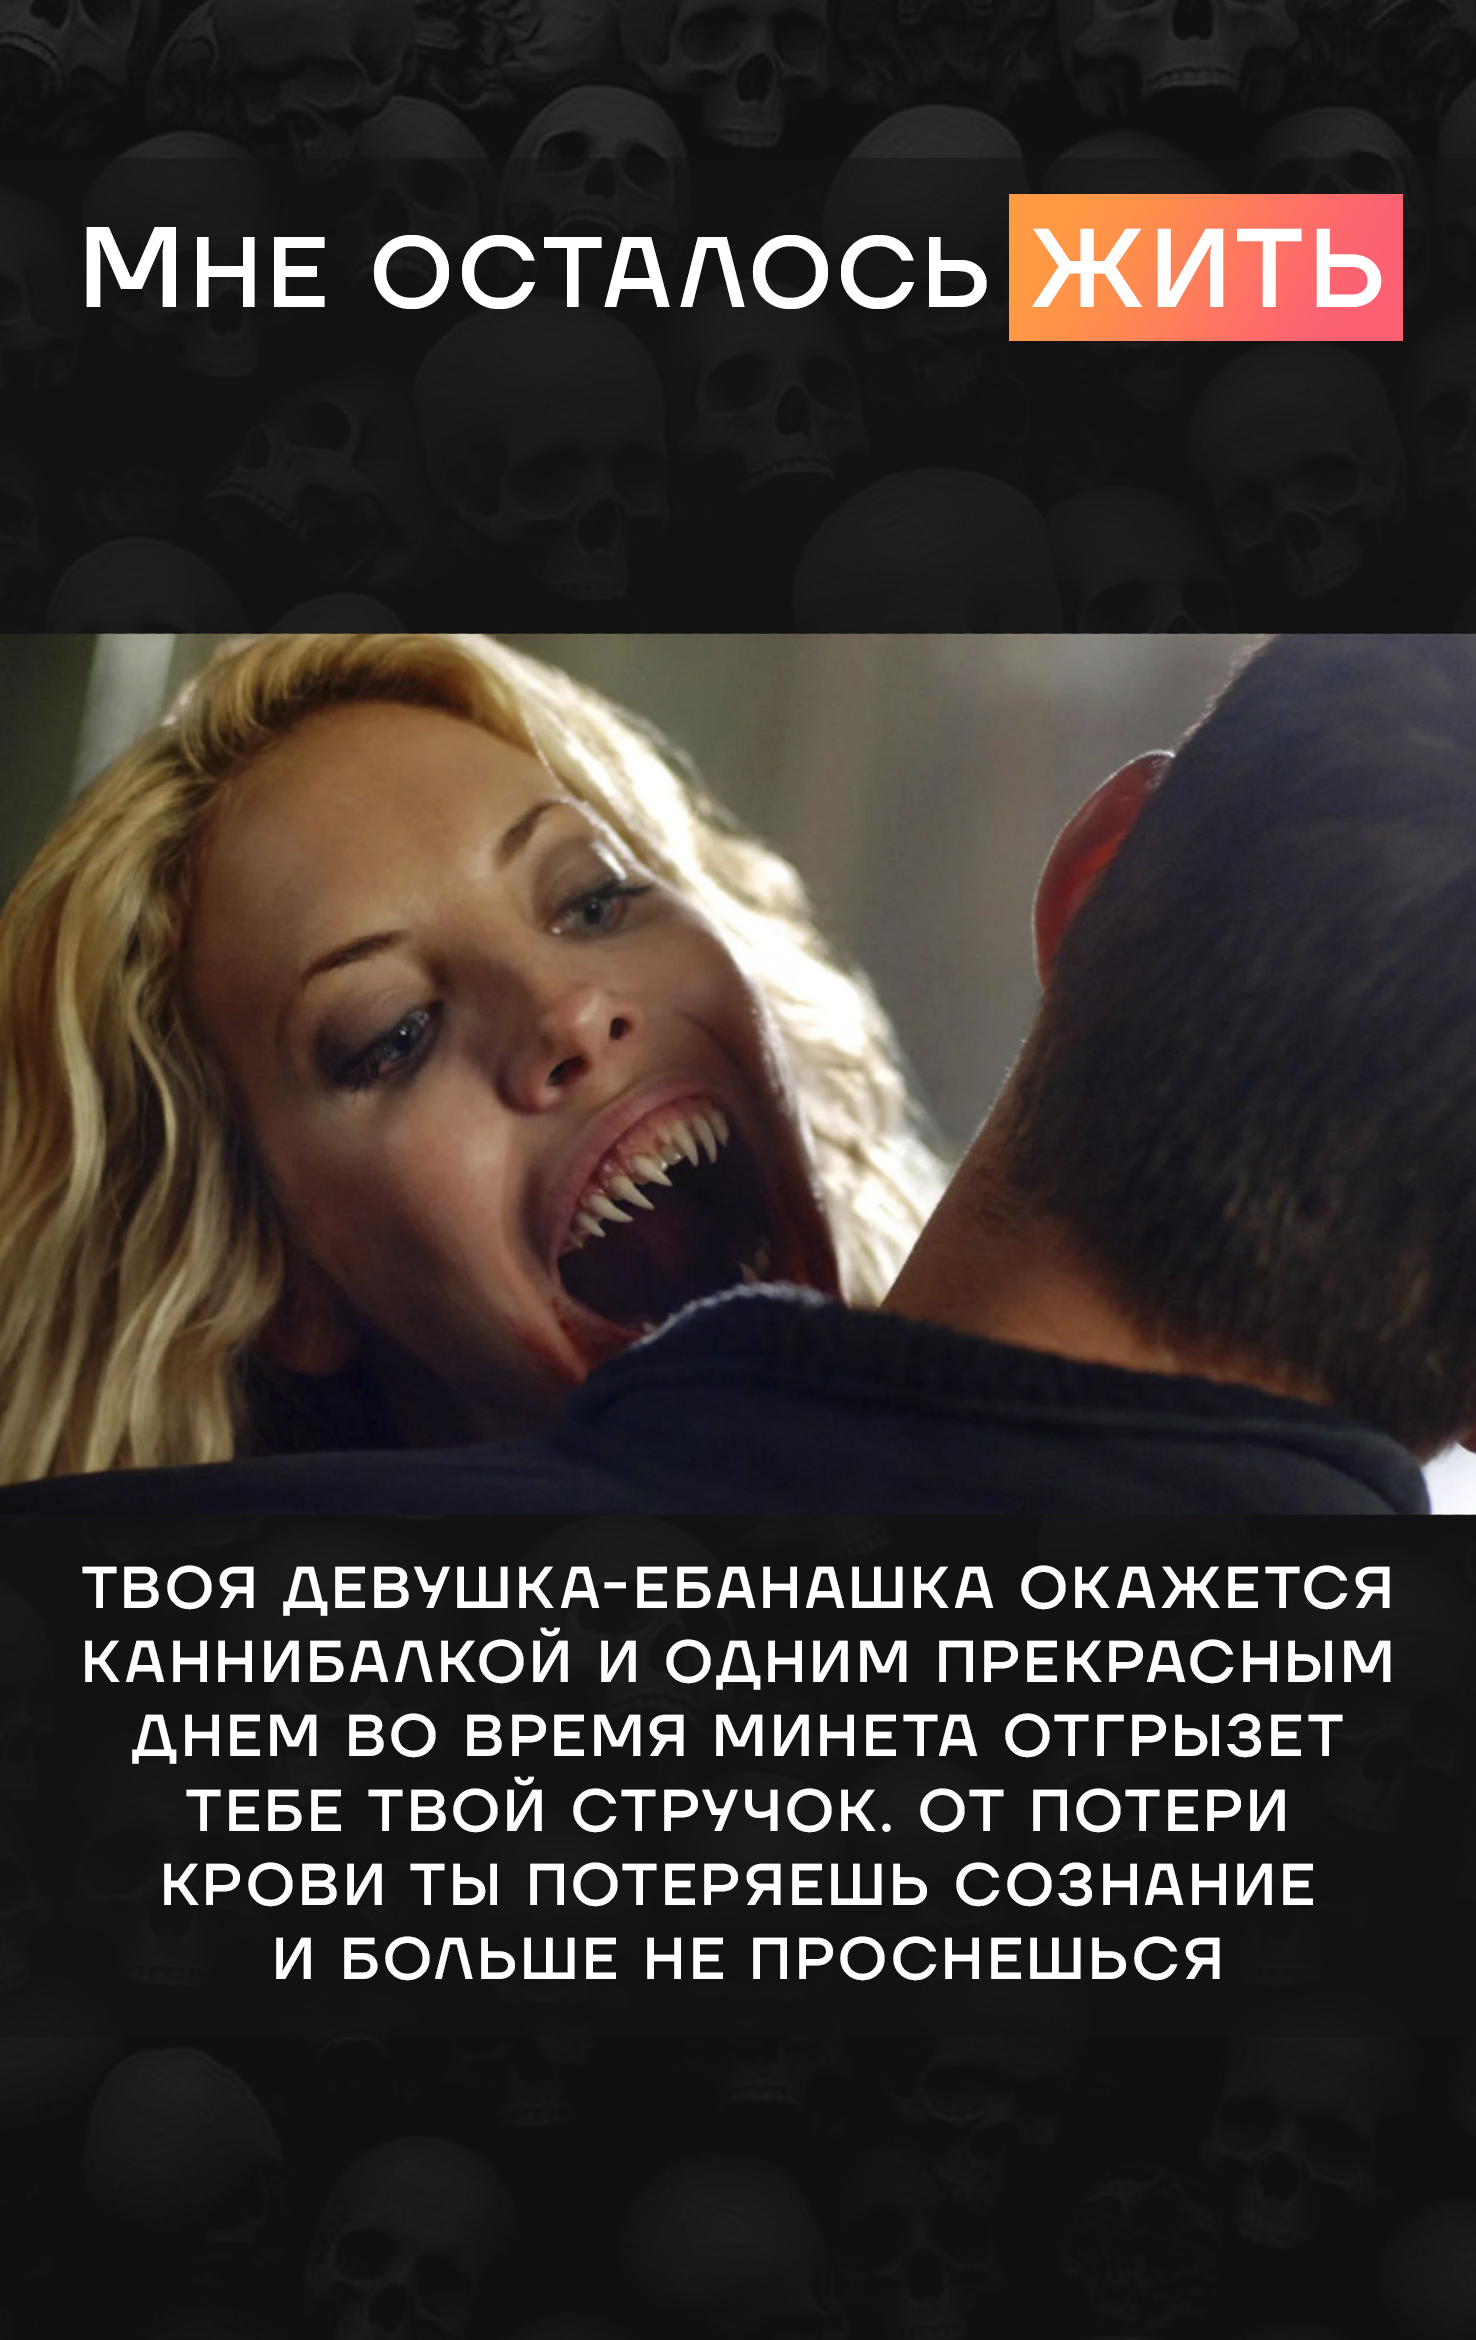 Мне осталось жить
ТВОЯ ДЕВУШКА-ЕБАНАШКА ОКАЖЕТСЯ
КАННИБАЛКОЙ И ОДНИМ ПРЕКРАСНЫМ
ДНЕМ ВО ВРЕМЯ МИНЕТА ОТГРЫЗЕТ
ТЕБЕ ТВОЙ СТРУЧОК. ОТ ПОТЕРИ
КРОВИ ТЫ ПОТЕРЯЕШЬ СОЗНАНИЕ
И БОЛЬШЕ НЕ ПРОСНЕШЬСЯ